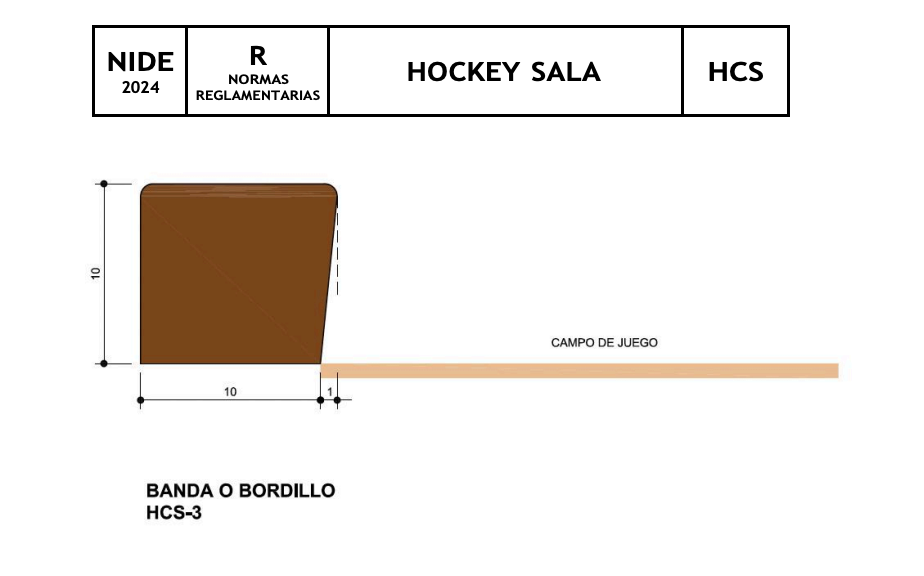 NIDE
2024
R
NORMAS
REGLAMENTARIAS
HOCKEY SALA
HCS
10
CAMPO DE JUEGO
10
1
BANDA O BORDILLO
HCS-3